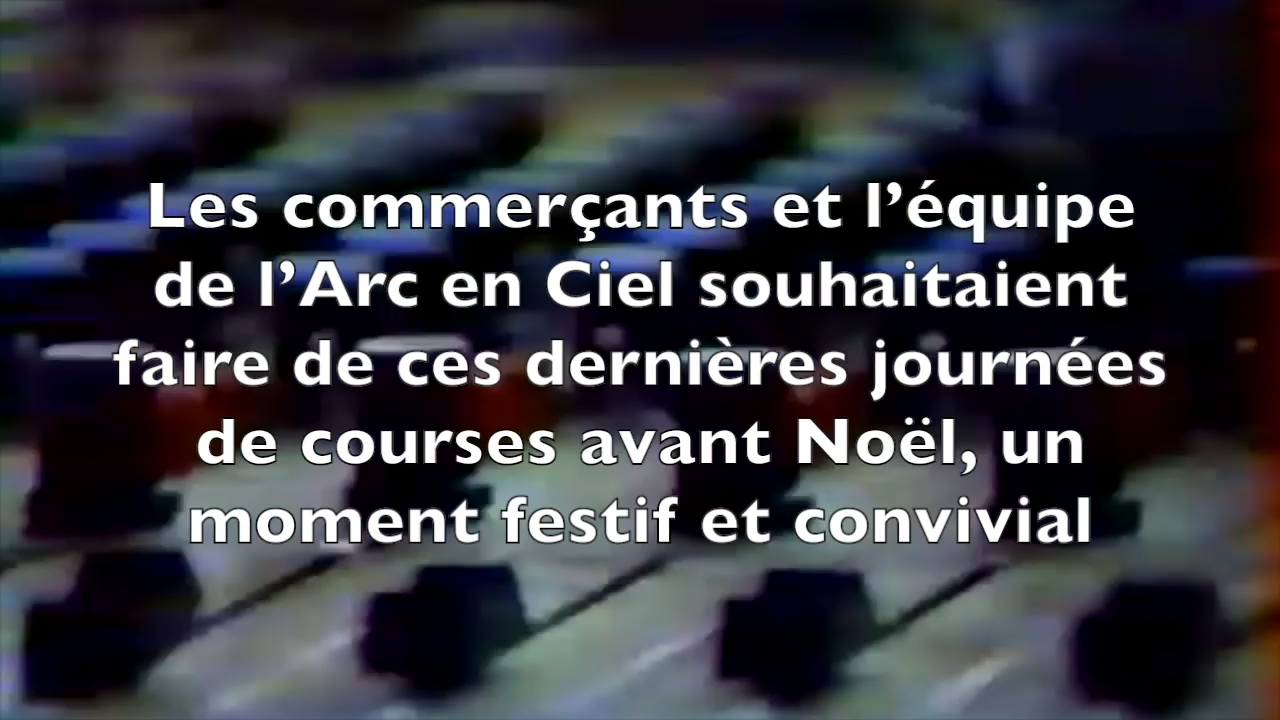 Les commerçants et l’équipe
de l’Arc en Ciel souhaitaient
faire de ces dernières journées
de courses avant Noël, un
moment festif et convivial